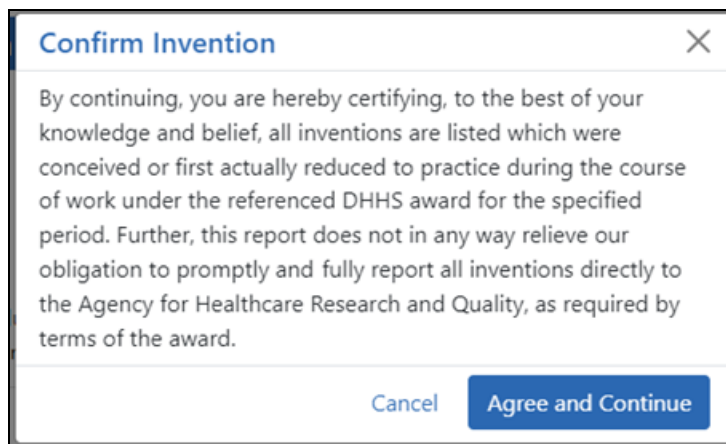 Confirm Invention
By continuing, you are hereby certifying, to the best of your
knowledge and belief, all inventions are listed which were
conceived or first actually reduced to practice during the course
of work under the referenced DHHS award for the specified
period. Further, this report does not in any way relieve our
obligation to promptly and fully report all inventions directly to
the Agency for Healthcare Research and Quality, as required by
terms of the award.
Cancel Agree and Continue